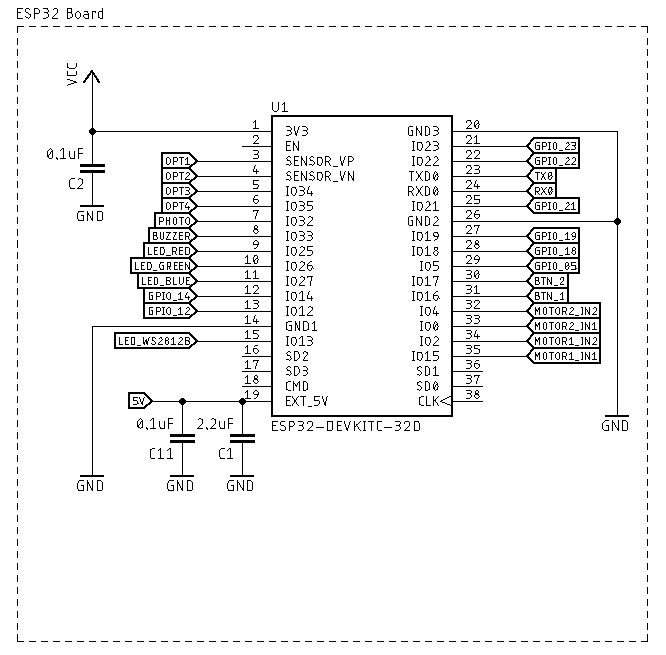 ESP32 Board
VCC
0.1uF
C2
GND
U1
1 3V3 GND3 20
2 EN IO23 21 GPIO_23
OPT1 3 SENSOR_VP IO22 22 GPIO_22
OPT2 4 SENSOR_VN TXD0 23 TX0
OPT3 5 IO34 RXD0 24 RX0
OPT4 6 IO35 IO21 25 GPIO_21
PHOTO 7 IO32 GND2 26
BUZZER 8 IO33 IO19 27 GPIO_19
LED_RED 9 IO25 IO18 28 GPIO_18
LED_GREEN 10 IO26 IO5 29 GPIO_05
LED_BLUE 11 IO27 IO17 30 BTN_2
GPIO_14 12 IO14 IO16 31 BTN_1
GPIO_12 13 IO12 IO4 32 MOTOR2_IN2
14 GND1 IO0 33 MOTOR2_IN1
LED_WS2812B 15 IO13 IO2 34 MOTOR1_IN2
16 SD2 IO15 35 MOTOR1_IN1
17 SD3 SD1 36
18 CMD SD0 37
5V 19 EXT_5V CLK 38
ESP32-DEVKITC-32D
GND
0.1uF
C11
2.2uF
C1
GND
GND
GND